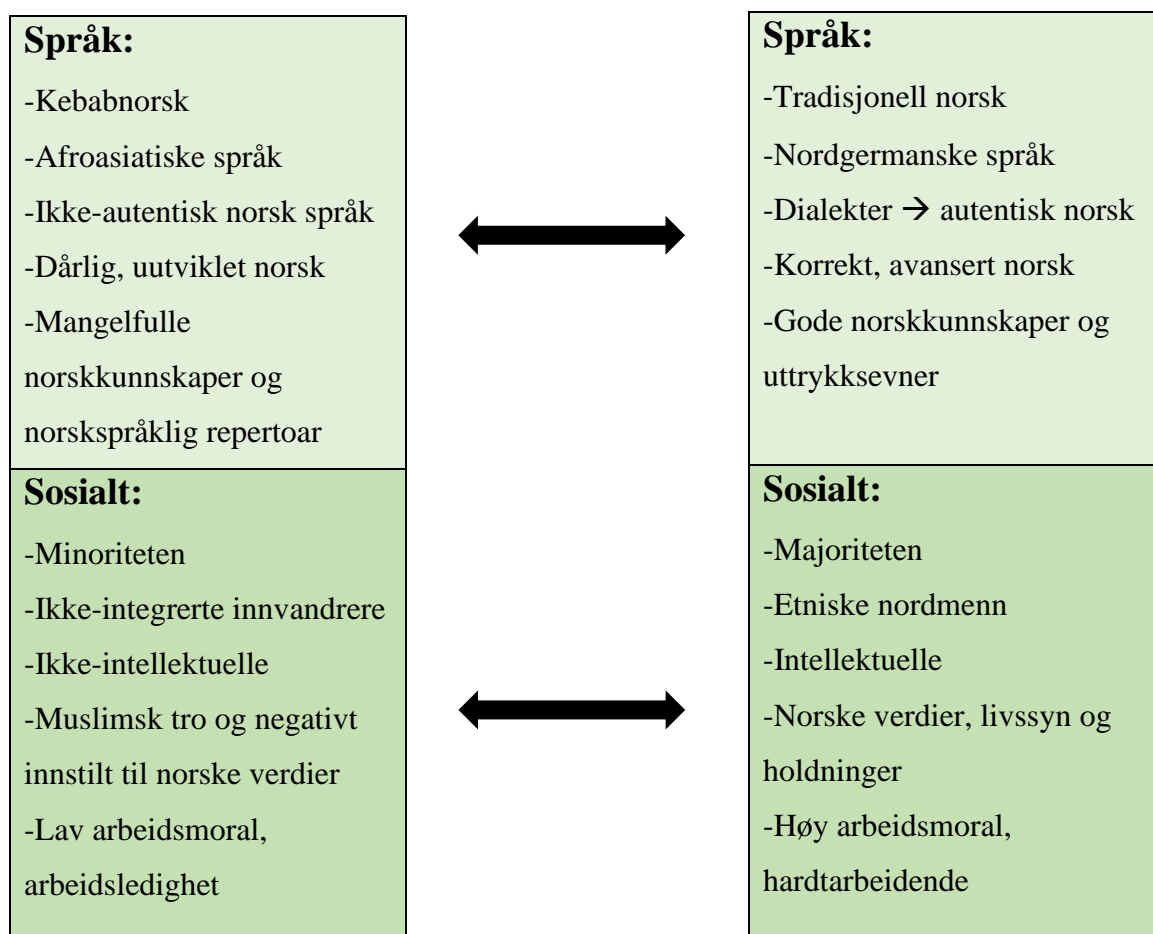 Språk:
-Kebabnorsk
-Afroasiatiske språk
-Ikke-autentisk norsk språk
-Dårlig, uutviklet norsk
-Mangelfulle
norskkunnskaper og
norskspråklig repertoar
Sosialt:
-Minoriteten
-Ikke-integrerte innvandrere
-Ikke-intellektuelle
-Muslimsk tro og negativt
innstilt til norske verdier
-Lav arbeidsmoral,
arbeidsledighet
Språk:
-Tradisjonell norsk
-Nordgermanske språk
-Dialekter → autentisk norsk
-Korrekt, avansert norsk
-Gode norskkunnskaper og
uttrykksevner
Sosialt:
-Majoriteten
-Etniske nordmenn
-Intellektuelle
-Norske verdier, livssyn og
holdninger
-Høy arbeidsmoral,
hardtarbeidende